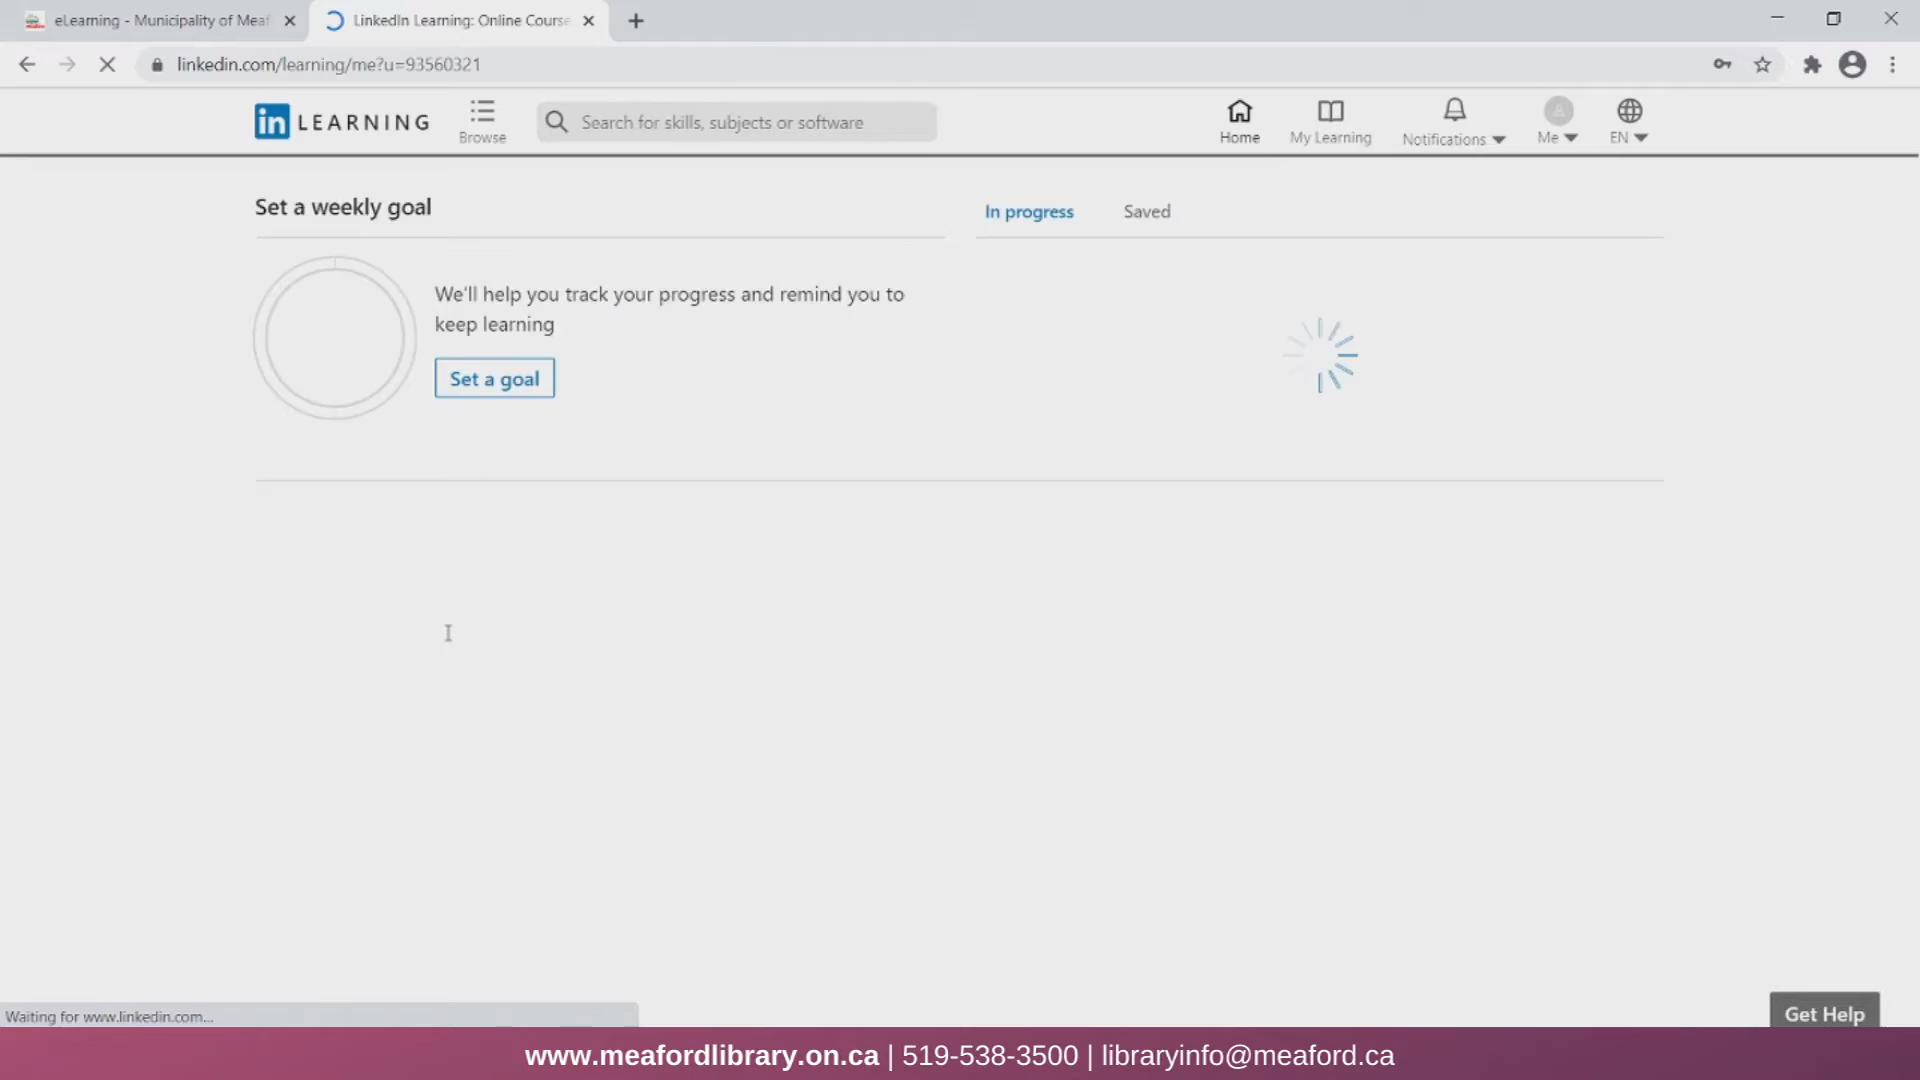 eLearning - Municipality of Meaf
LinkedIn Learning: Online Course
linkedin.com/learning/me?u=93560321
in LEARNING
Browse
Search for skills, subjects or software
Home
My Learning
Notifications
Me
EN
Set a weekly goal
In progress
Saved
We'll help you track your progress and remind you to
keep learning
Set a goal
Waiting for www.linkedin.com...
Get Help
www.meafordlibrary.on.ca | 519-538-3500 | libraryinfo@meaford.ca